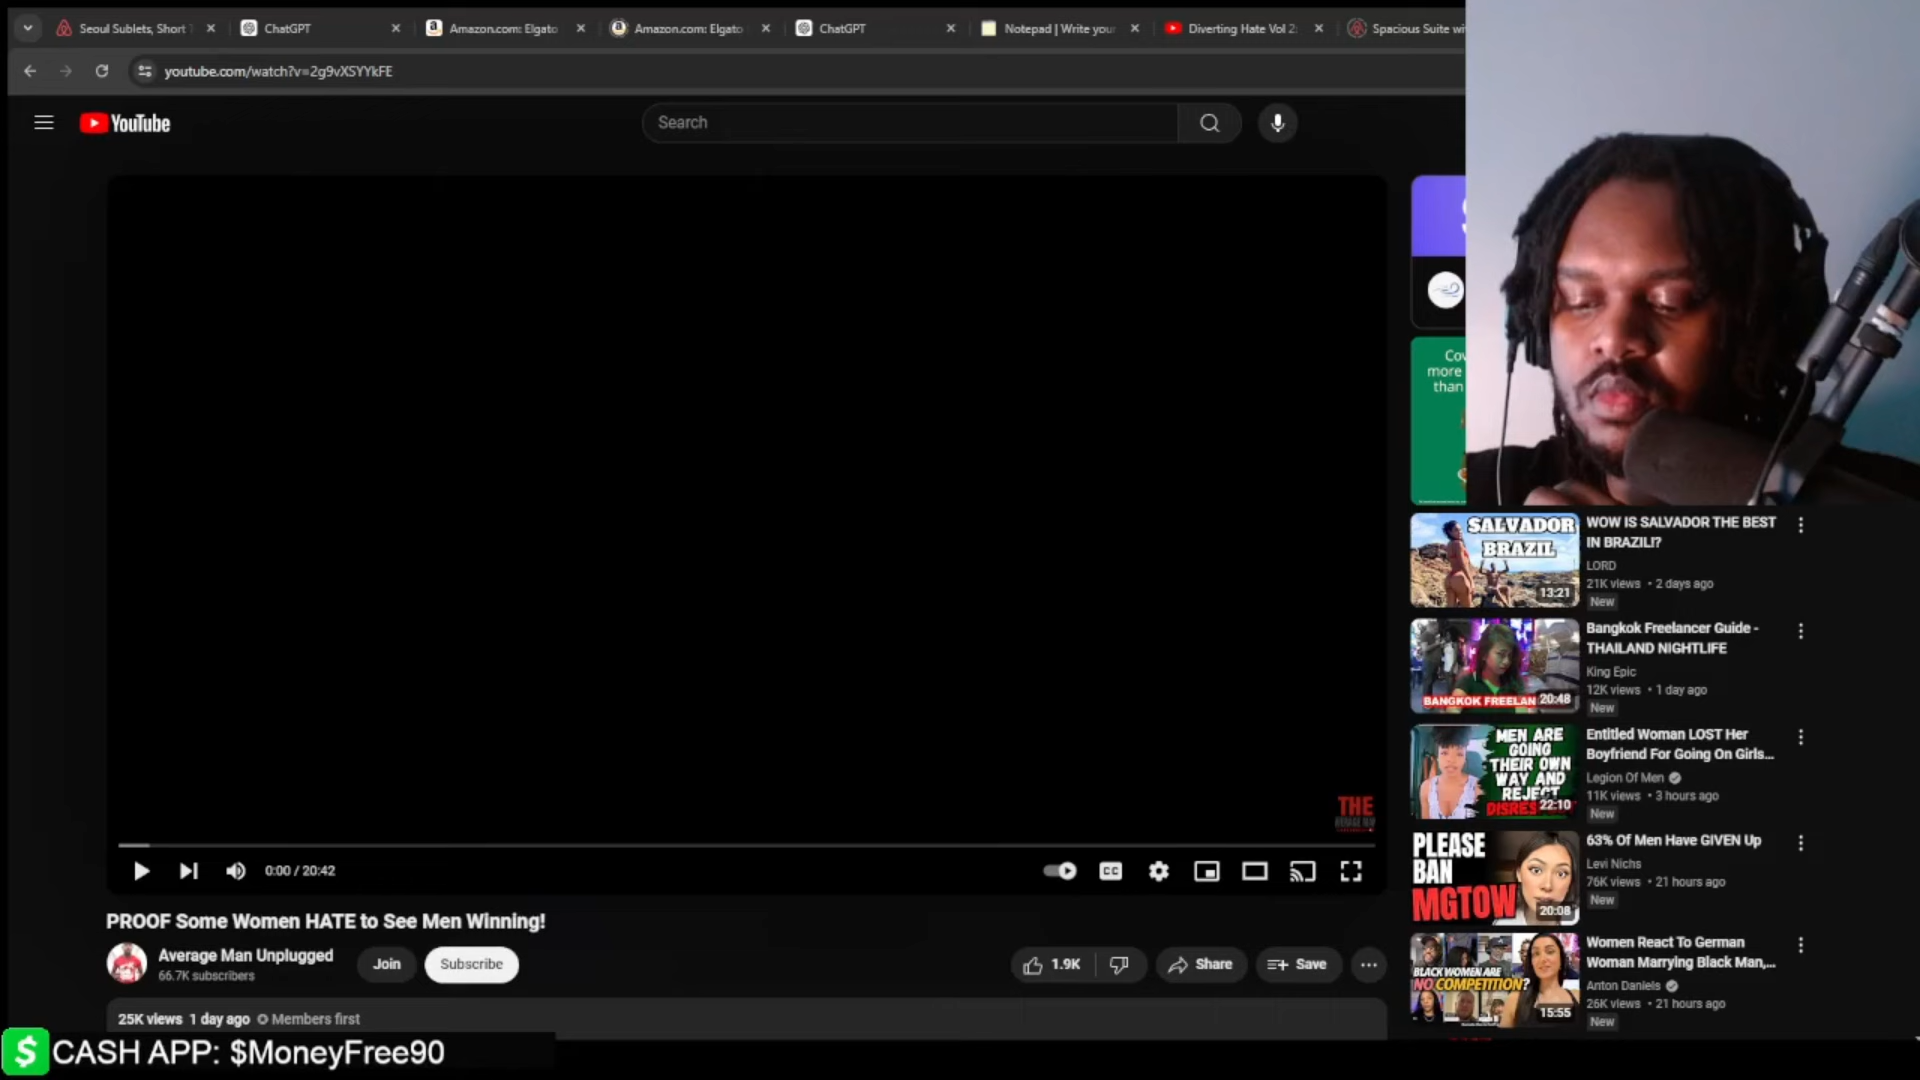 Seoul Sublets, Short
ChatGPT
Amazon.com: Elgato
Amazon.com: Elgato
ChatGPT
Notepad | Write your
Diverting Hate Vol 2:
Spacious Suite wi
youtube.com/watch?v=2g9vXSYYkFE
YouTube
Search
Cov
more
than
SALVADOR
BRAZIL
13:21
WOW IS SALVADOR THE BEST
IN BRAZIL!?
LORD
21K views • 2 days ago
New
BANGKOK FREELAN
20:48
Bangkok Freelancer Guide -
THAILAND NIGHTLIFE
King Epic
12K views • 1 day ago
New
MEN ARE
GOING
THEIR OWN
WAY AND
REJECT
22:10
Entitled Woman LOST Her
Boyfriend For Going On Girls...
Legion Of Men
11K views • 3 hours ago
New
PLEASE
BAN
MGTOW
20:08
63% Of Men Have GIVEN Up
Levi Nichs
76K views • 21 hours ago
New
BLACK WOMEN ARE
NO COMPETITION?
15:55
Women React To German
Woman Marrying Black Man,...
Anton Daniels
26K views • 21 hours ago
New
THE
0:00 / 20:42
CC
PROOF Some Women HATE to See Men Winning!
Average Man Unplugged
66.7K subscribers
Join
Subscribe
1.9K
Share
Save
25K views 1 day ago Members first
$ CASH APP: $MoneyFree90